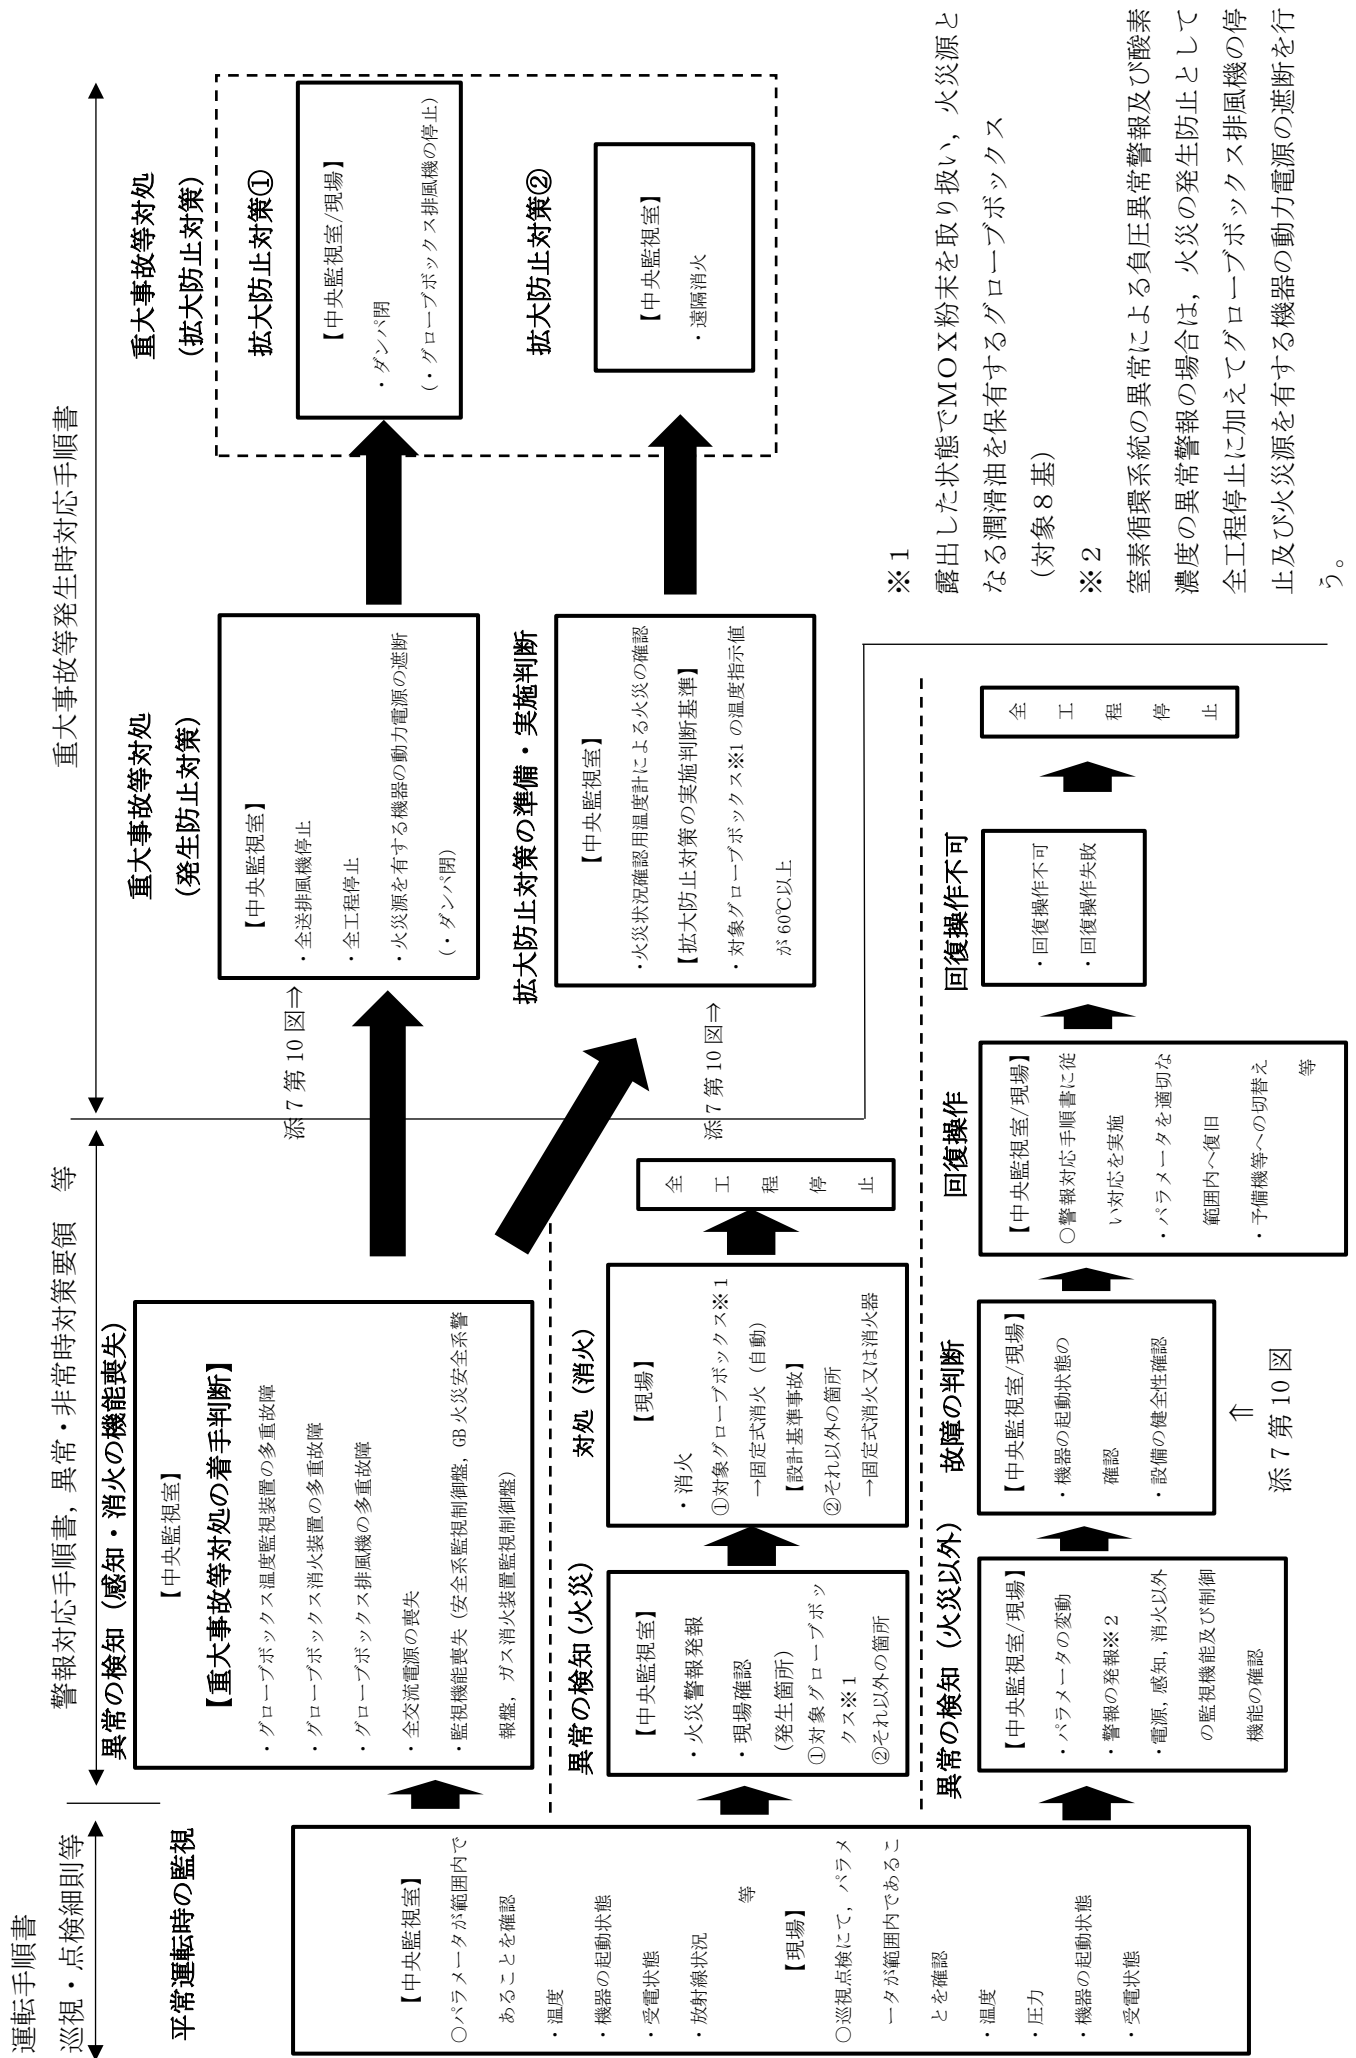 運転手順書
巡視・点検細則等
警報対応手順書，異常・非常時対策要領　等
重大事故等発生時対応手順書
平常運転時の監視
【中央監視室】
○パラメータが範囲内で
あることを確認
・温度
・機器の起動状態
・受電状態
・放射線状況
等
【現場】
○巡視点検にて，パラメ
ータが範囲内であるこ
とを確認
・温度
・圧力
・機器の起動状態
・受電状態
異常の検知（感知・消火の機能喪失）
【中央監視室】
【重大事故等対処の着手判断】
・グローブボックス温度監視装置の多重故障
・グローブボックス消火装置の多重故障
・グローブボックス排風機の多重故障
・全交流電源の喪失
・監視機能喪失（安全系監視制御盤，GB 火災安全系警
報盤，ガス消火装置監視制御盤）
添７第 10 図⇒
重大事故等対処
（発生防止対策）
【中央監視室】
・全送排風機停止
・全工程停止
・火災源を有する機器の動力電源の遮断
（・ダンパ閉）
添７第 10 図⇒
拡大防止対策の準備・実施判断
【中央監視室】
・火災状況確認用温度計による火災の確認
【拡大防止対策の実施判断基準】
・対象グローブボックス※1 の温度指示値
が 60℃以上
重大事故等対処
（拡大防止対策）
拡大防止対策①
【中央監視室/現場】
・ダンパ閉
（・グローブボックス排風機の停止）
拡大防止対策②
【中央監視室】
・遠隔消火
異常の検知（火災）
【中央監視室】
・火災警報発報
・現場確認
（発生箇所）
①対象グローブボッ
クス※１
②それ以外の箇所
対処（消火）
【現場】
・消火
①対象グローブボックス※１
→固定式消火（自動）
【設計基準事故】
②それ以外の箇所
→固定式消火又は消火器
全工程停止
異常の検知（火災以外）
【中央監視室/現場】
・パラメータの変動
・警報の発報※２
・電源，感知，消火以外
の監視機能及び制御
機能の確認
故障の判断
【中央監視室/現場】
・機器の起動状態の
確認
・設備の健全性確認
⇑
添７第 10 図
回復操作
【中央監視室/現場】
○警報対応手順書に従
い対応を実施
・パラメータを適切な
範囲内へ復旧
・予備機等への切替え
等
回復操作不可
・回復操作不可
・回復操作失敗
全工程停止
※１
露出した状態でＭＯＸ粉末を取り扱い，火災源と
なる潤滑油を保有するグローブボックス
（対象８基）
※２
窒素循環系統の異常による負圧異常警報及び酸素
濃度の異常警報の場合は，火災の発生防止として
全工程停止に加えてグローブボックス排風機の停
止及び火災源を有する機器の動力電源の遮断を行
う。